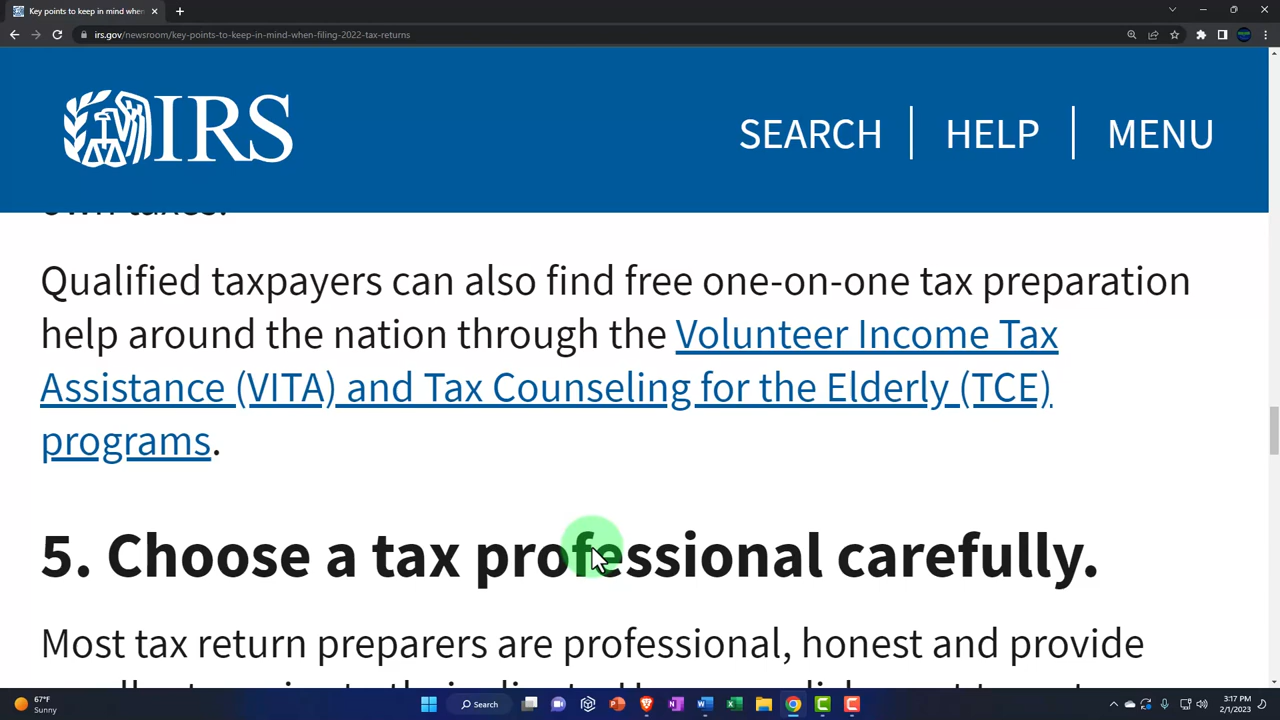 Key points to keep in mind when
irs.gov/newsroom/key-points-to-keep-in-mind-when-filing-2022-tax-returns
IRS
SEARCH
HELP
MENU
own taxes.
Qualified taxpayers can also find free one-on-one tax preparation
help around the nation through the Volunteer Income Tax
Assistance (VITA) and Tax Counseling for the Elderly (TCE)
programs.
5. Choose a tax professional carefully.
Most tax return preparers are professional, honest and provide
67°F
Sunny
Search
3:17 PM
2/1/2023